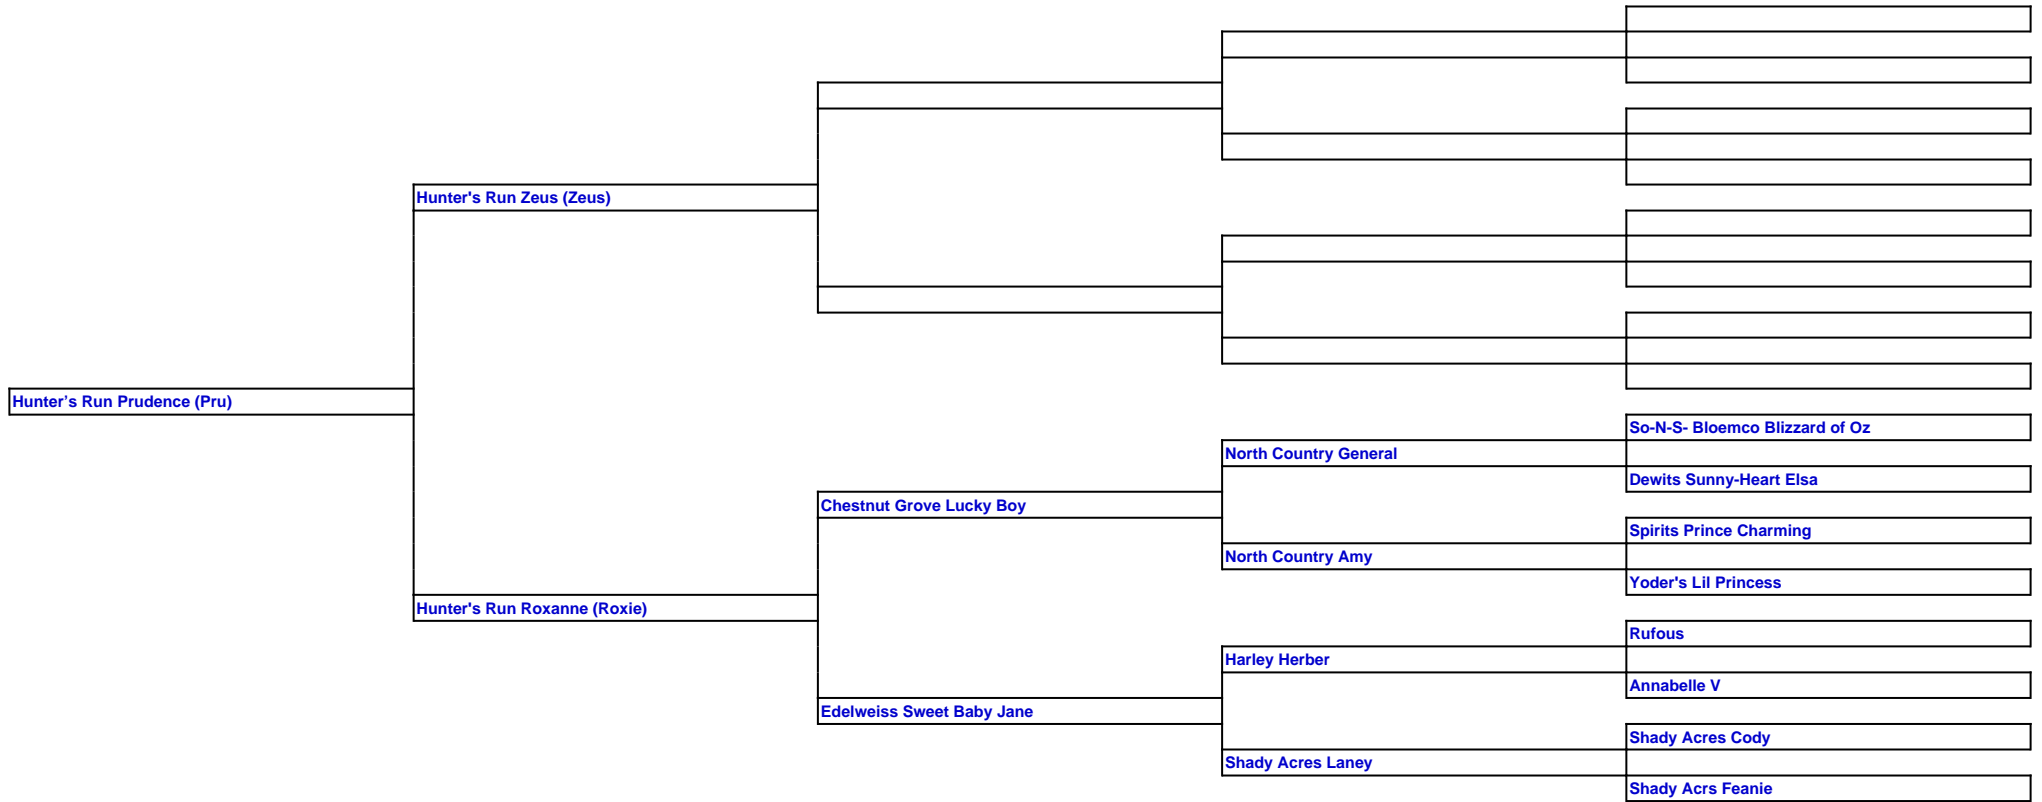 Hunter's Run Zeus (Zeus)
Hunter’s Run Prudence (Pru)
So-N-S- Bloemco Blizzard of Oz
North Country General
Dewits Sunny-Heart Elsa
Chestnut Grove Lucky Boy
Spirits Prince Charming
North Country Amy
Yoder's Lil Princess
Hunter's Run Roxanne (Roxie)
Rufous
Harley Herber
Annabelle V
Edelweiss Sweet Baby Jane
Shady Acres Cody
Shady Acres Laney
Shady Acrs Feanie